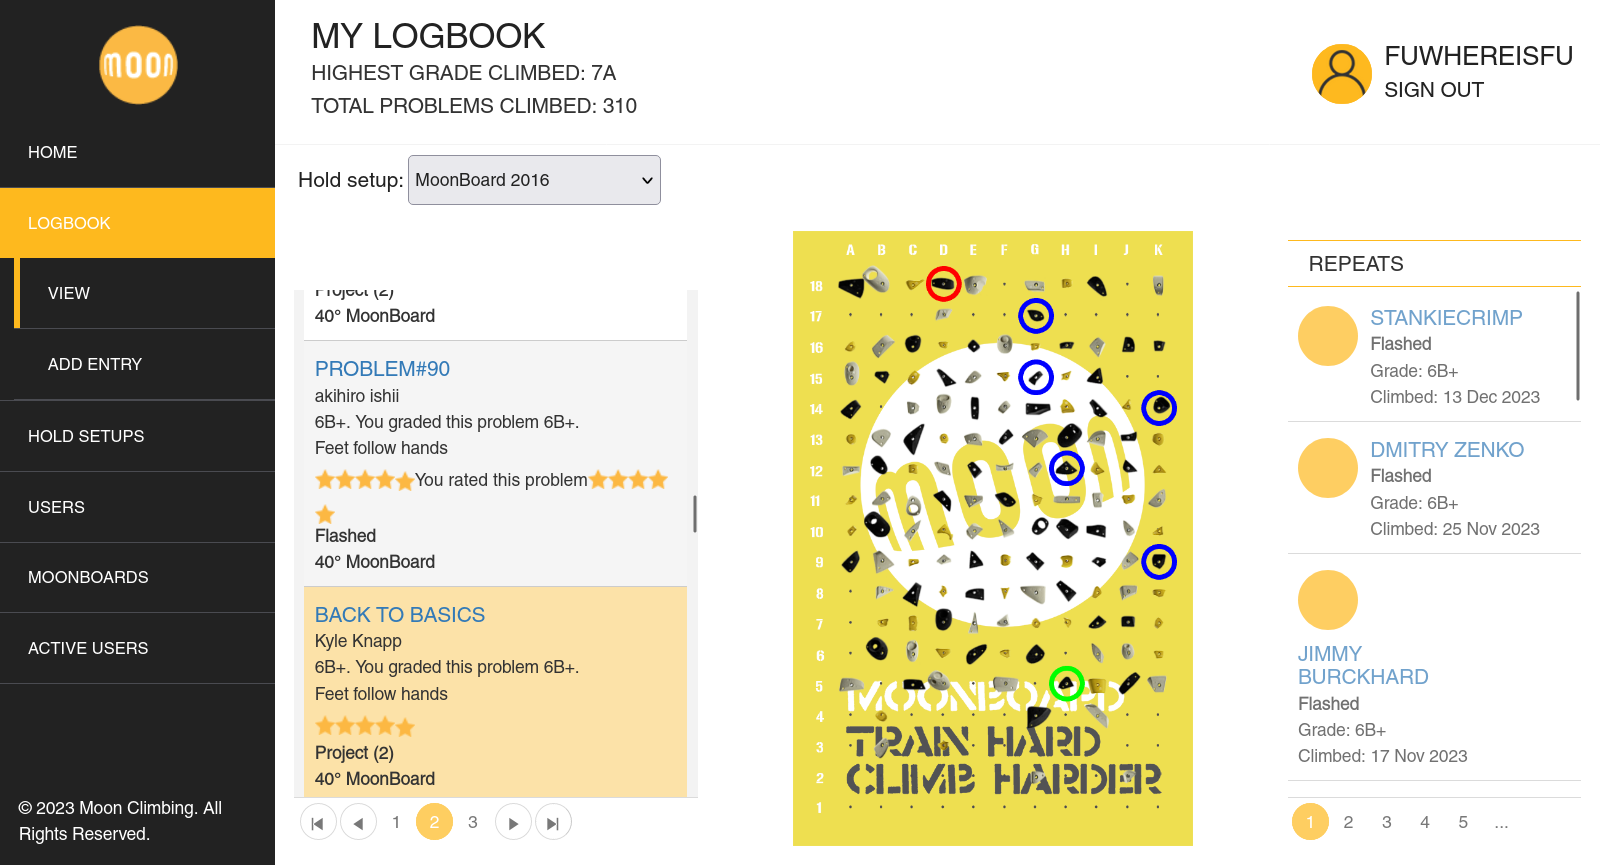 moon
HOME
LOGBOOK
VIEW
ADD ENTRY
HOLD SETUPS
USERS
MOONBOARDS
ACTIVE USERS
© 2023 Moon Climbing. All
Rights Reserved.
MY LOGBOOK
HIGHEST GRADE CLIMBED: 7A
TOTAL PROBLEMS CLIMBED: 310
FUWHEREISFU
SIGN OUT
Hold setup: MoonBoard 2016
Project (2)
40° MoonBoard
PROBLEM#90
akihiro ishii
6B+. You graded this problem 6B+.
Feet follow hands
You rated this problem
Flashed
40° MoonBoard
BACK TO BASICS
Kyle Knapp
6B+. You graded this problem 6B+.
Feet follow hands
Project (2)
40° MoonBoard
1 2 3
A B C D E F G H I J K
18
17
16
15
14
13
12
11
10
9
8
7
6
5
4
3
2
1
moon
MOONBOARD
TRAIN HARD
CLIMB HARDER
REPEATS
STANKIECRIMP
Flashed
Grade: 6B+
Climbed: 13 Dec 2023
DMITRY ZENKO
Flashed
Grade: 6B+
Climbed: 25 Nov 2023
JIMMY
BURCKHARD
Flashed
Grade: 6B+
Climbed: 17 Nov 2023
1 2 3 4 5 ...